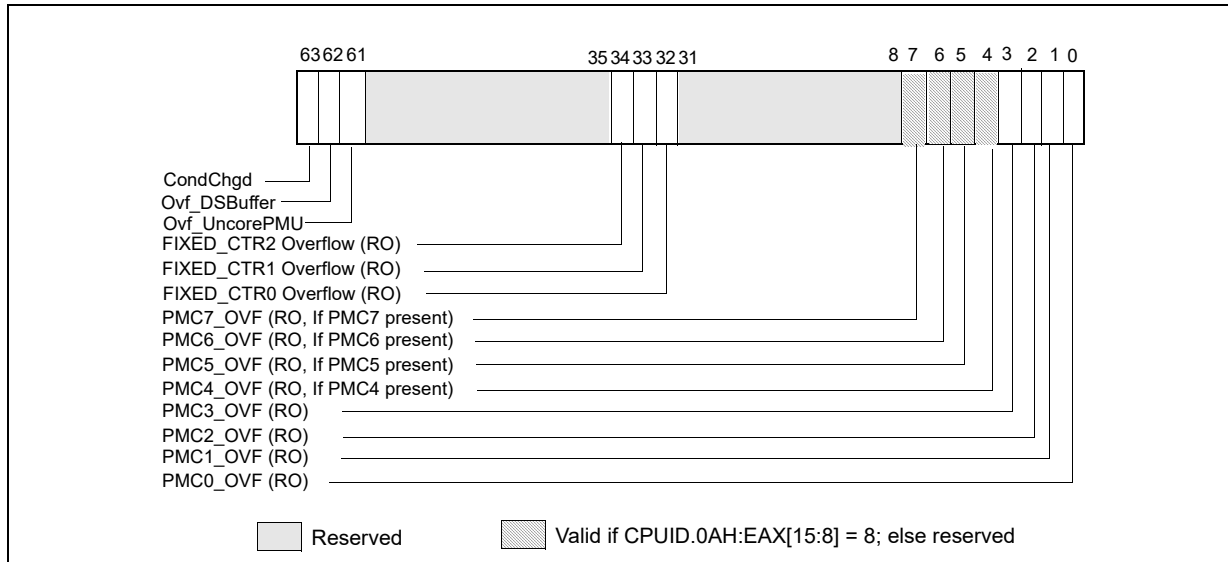 63 62 61 35 34 33 32 31 8 7 6 5 4 3 2 1 0
CondChgd
Ovf_DSBuffer
Ovf_UncorePMU
FIXED_CTR2 Overflow (RO)
FIXED_CTR1 Overflow (RO)
FIXED_CTR0 Overflow (RO)
PMC7_OVF (RO, If PMC7 present)
PMC6_OVF (RO, If PMC6 present)
PMC5_OVF (RO, If PMC5 present)
PMC4_OVF (RO, If PMC4 present)
PMC3_OVF (RO)
PMC2_OVF (RO)
PMC1_OVF (RO)
PMC0_OVF (RO)
Reserved Valid if CPUID.0AH:EAX[15:8] = 8; else reserved